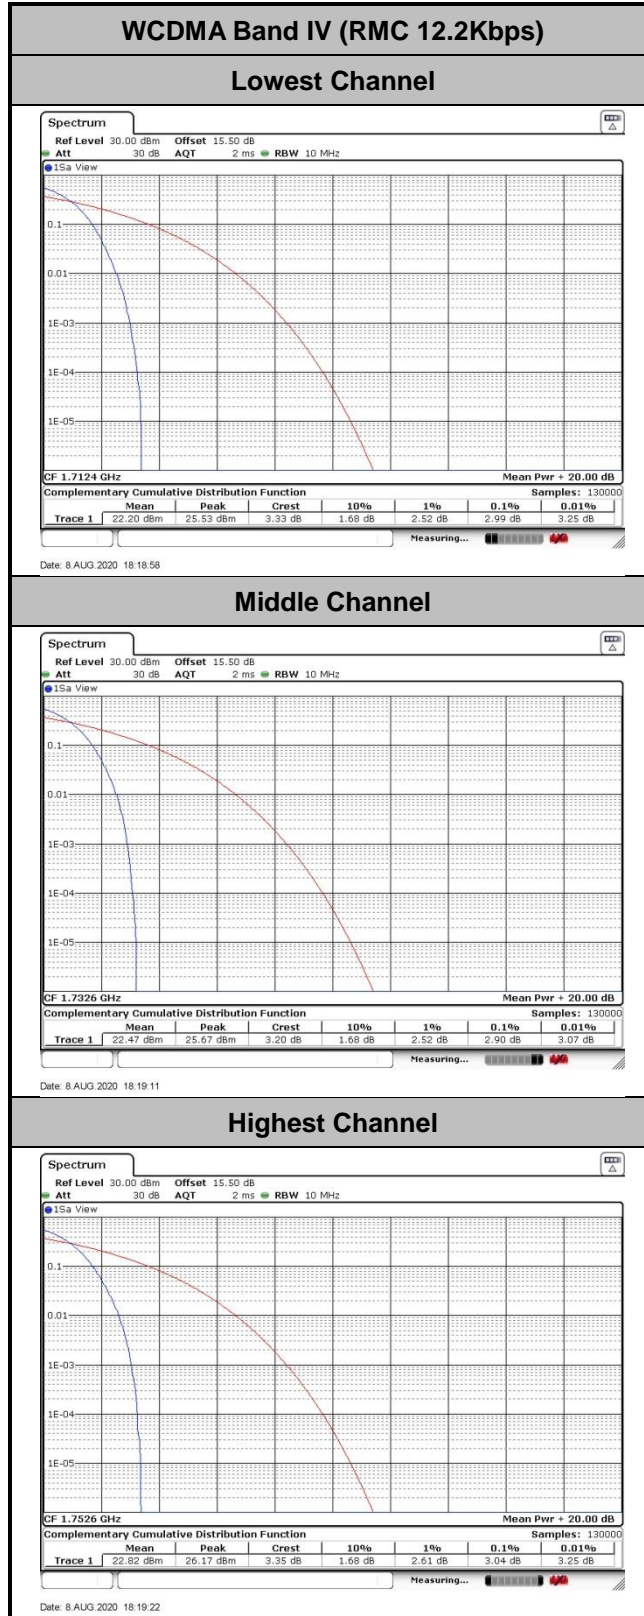 WCDMA Band IV (RMC 12.2Kbps)
Lowest Channel
Spectrum
Ref Level 30.00 dBm Offset 15.50 dB
Att 30 dB AQT 2 ms RBW 10 MHz
1Sa View
0.1
0.01
1E-03
1E-04
1E-05
CF 1.7124 GHz Mean Pwr + 20.00 dB
Complementary Cumulative Distribution Function Samples: 130000
Mean Peak Crest 10% 1% 0.1% 0.01%
Trace 1 22.20 dBm 25.53 dBm 3.33 dB 1.68 dB 2.52 dB 2.99 dB 3.25 dB
Measuring...
Date: 8.AUG.2020 18:18:58
Middle Channel
Spectrum
Ref Level 30.00 dBm Offset 15.50 dB
Att 30 dB AQT 2 ms RBW 10 MHz
1Sa View
0.1
0.01
1E-03
1E-04
1E-05
CF 1.7326 GHz Mean Pwr + 20.00 dB
Complementary Cumulative Distribution Function Samples: 130000
Mean Peak Crest 10% 1% 0.1% 0.01%
Trace 1 22.47 dBm 25.67 dBm 3.20 dB 1.68 dB 2.52 dB 2.90 dB 3.07 dB
Measuring...
Date: 8.AUG.2020 18:19:11
Highest Channel
Spectrum
Ref Level 30.00 dBm Offset 15.50 dB
Att 30 dB AQT 2 ms RBW 10 MHz
1Sa View
0.1
0.01
1E-03
1E-04
1E-05
CF 1.7526 GHz Mean Pwr + 20.00 dB
Complementary Cumulative Distribution Function Samples: 130000
Mean Peak Crest 10% 1% 0.1% 0.01%
Trace 1 22.82 dBm 26.17 dBm 3.35 dB 1.68 dB 2.61 dB 3.04 dB 3.25 dB
Measuring...
Date: 8.AUG.2020 18:19:22